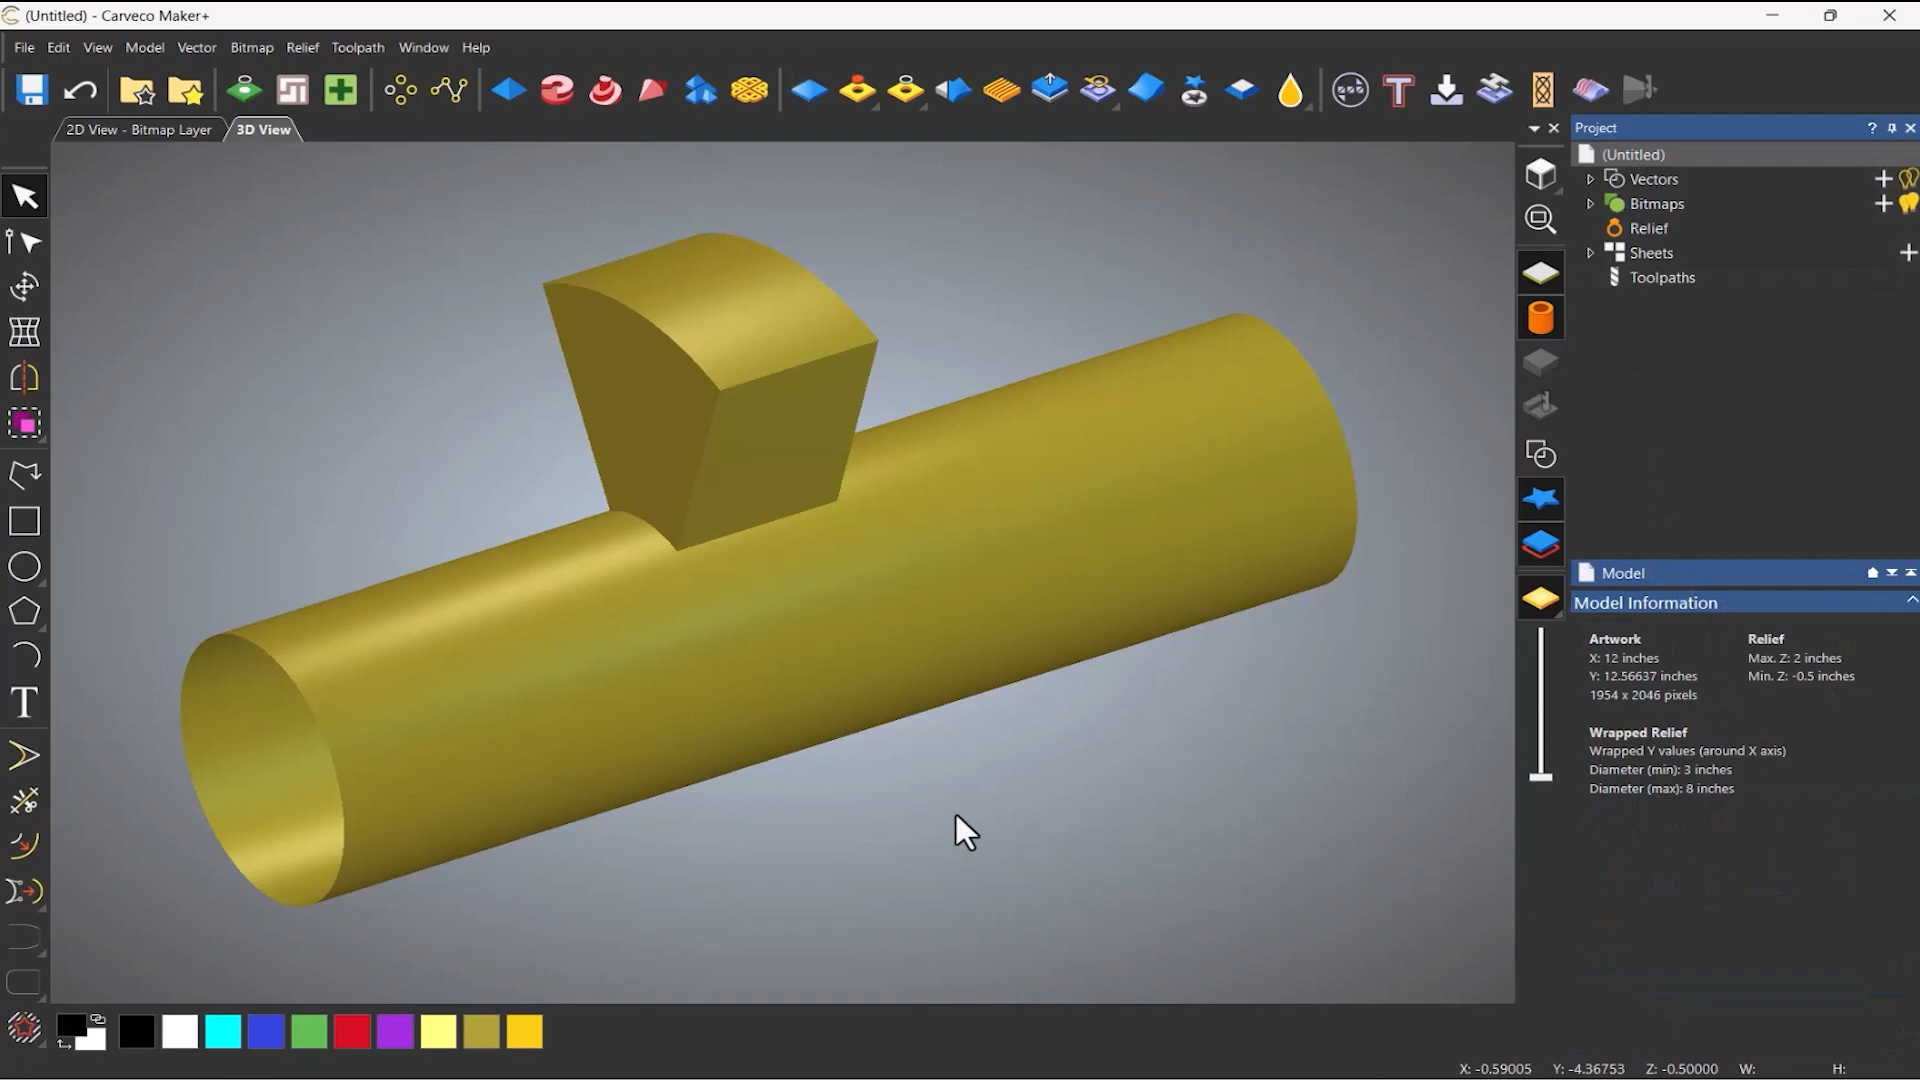 (Untitled) - Carveco Maker+
File Edit View Model Vector Bitmap Relief Toolpath Window Help
2D View - Bitmap Layer 3D View
Project
(Untitled)
Vectors
Bitmaps
Relief
Sheets
Toolpaths
Model
Model Information
Artwork
X: 12 inches
Y: 12.56637 inches
1954 x 2046 pixels
Relief
Max. Z: 2 inches
Min. Z: -0.5 inches
Wrapped Relief
Wrapped Y values (around X axis)
Diameter (min): 3 inches
Diameter (max): 8 inches
X: -0.59005 Y: -4.36753 Z: -0.50000 W: H: